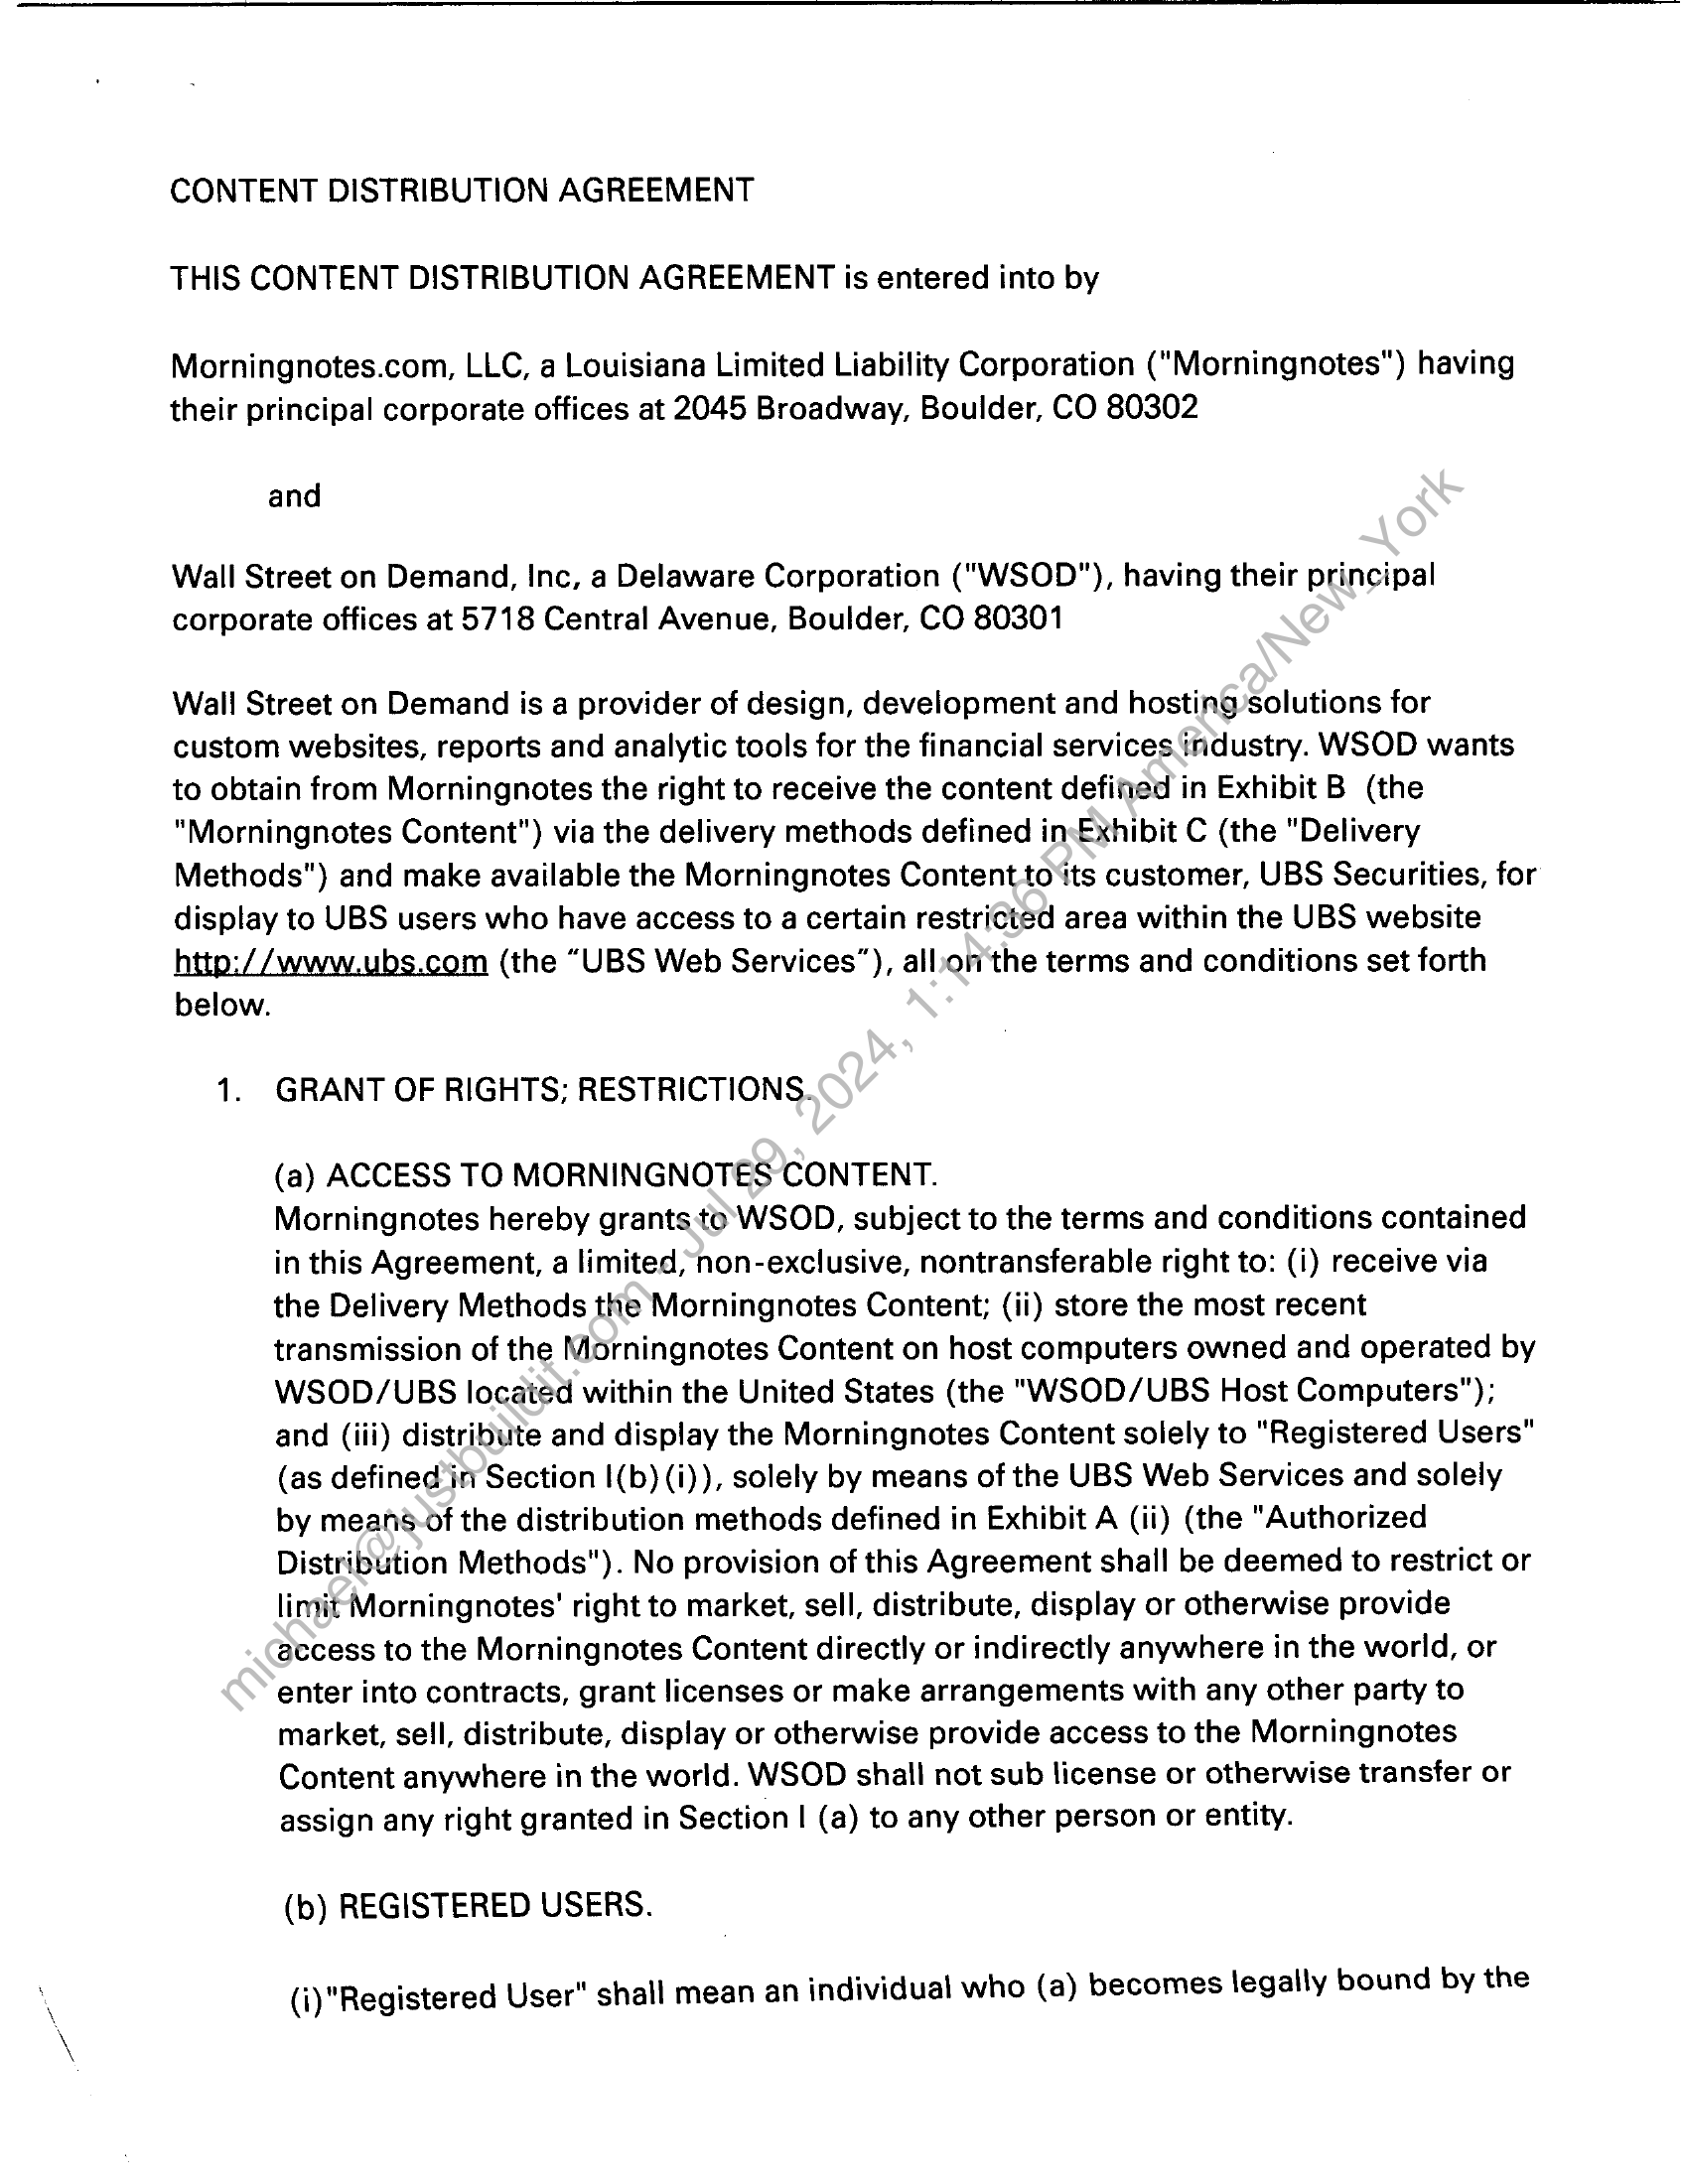 CONTENT DISTRIBUTION AGREEMENT
THIS CONTENT DISTRIBUTION AGREEMENT is entered into by
Morningnotes.com, LLC, a Louisiana Limited Liability Corporation ("Morningnotes") having
their principal corporate offices at 2045 Broadway, Boulder, CO 80302
and
Wall Street on Demand, Inc, a Delaware Corporation ("WSOD"), having their principal
corporate offices at 5718 Central Avenue, Boulder, CO 80301
Wall Street on Demand is a provider of design, development and hosting solutions for
custom websites, reports and analytic tools for the financial services industry. WSOD wants
to obtain from Morningnotes the right to receive the content defined in Exhibit B (the
"Morningnotes Content") via the delivery methods defined in Exhibit C (the "Delivery
Methods") and make available the Morningnotes Content to its customer, UBS Securities, for
display to UBS users who have access to a certain restricted area within the UBS website
http://www.ubs.com (the "UBS Web Services"), all on the terms and conditions set forth
below.
1. GRANT OF RIGHTS; RESTRICTIONS.
(a) ACCESS TO MORNINGNOTES CONTENT.
Morningnotes hereby grants to WSOD, subject to the terms and conditions contained
in this Agreement, a limited, non-exclusive, nontransferable right to: (i) receive via
the Delivery Methods the Morningnotes Content; (ii) store the most recent
transmission of the Morningnotes Content on host computers owned and operated by
WSOD/UBS located within the United States (the "WSOD/UBS Host Computers");
and (iii) distribute and display the Morningnotes Content solely to "Registered Users"
(as defined in Section I(b)(i)), solely by means of the UBS Web Services and solely
by means of the distribution methods defined in Exhibit A (ii) (the "Authorized
Distribution Methods"). No provision of this Agreement shall be deemed to restrict or
limit Morningnotes' right to market, sell, distribute, display or otherwise provide
access to the Morningnotes Content directly or indirectly anywhere in the world, or
enter into contracts, grant licenses or make arrangements with any other party to
market, sell, distribute, display or otherwise provide access to the Morningnotes
Content anywhere in the world. WSOD shall not sub license or otherwise transfer or
assign any right granted in Section I (a) to any other person or entity.
(b) REGISTERED USERS.
(i)"Registered User" shall mean an individual who (a) becomes legally bound by the
michael@justbuildit.com - Jul 29, 2024, 1:14:36 PM America/New_York